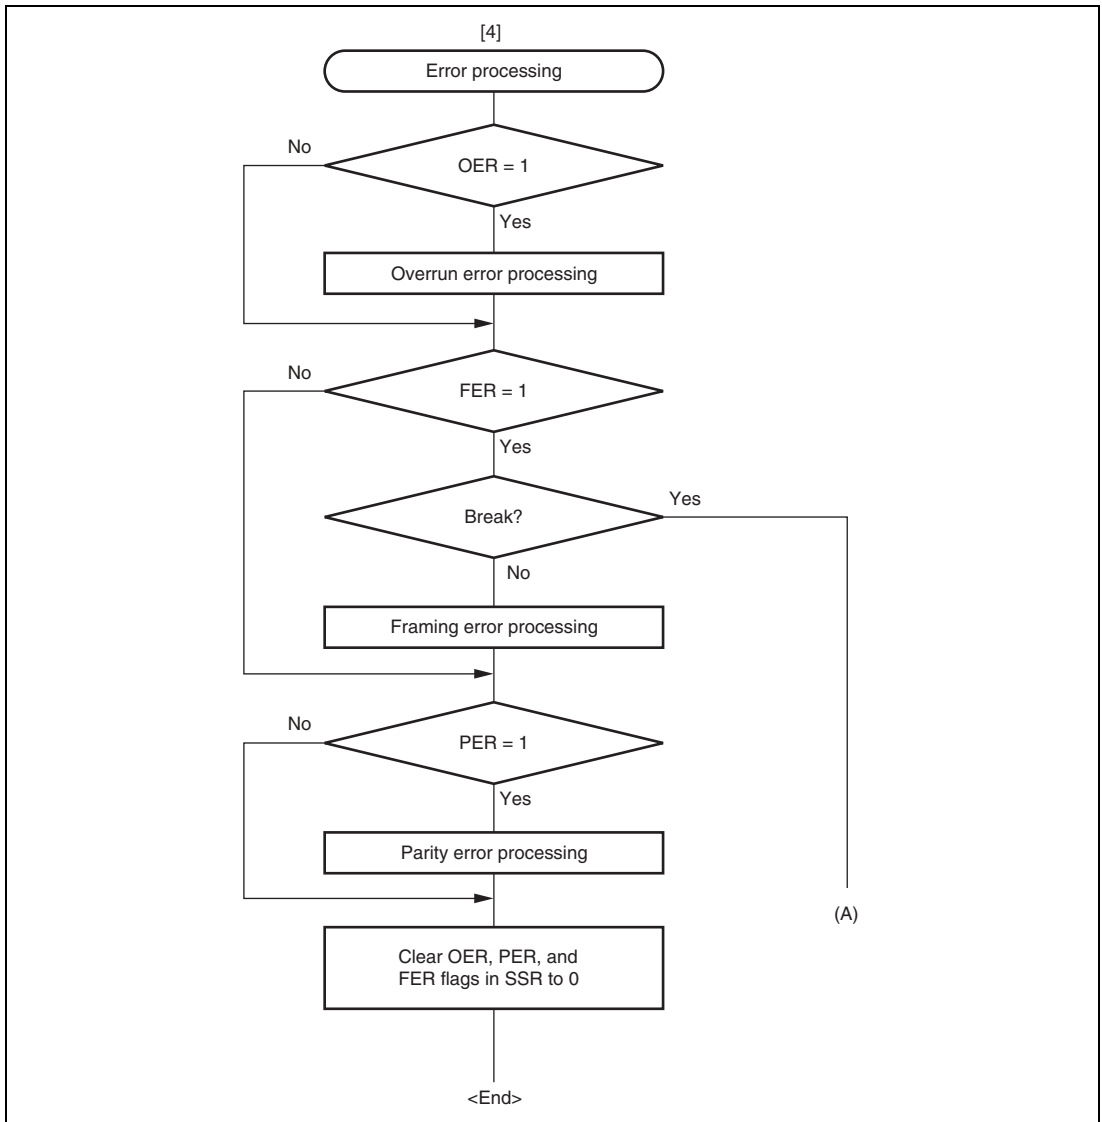 [4]
Error processing
No
OER = 1
Yes
Overrun error processing
No
FER = 1
Yes
Break?
Yes
No
Framing error processing
No
PER = 1
Yes
Parity error processing
(A)
Clear OER, PER, and
FER flags in SSR to 0
<End>